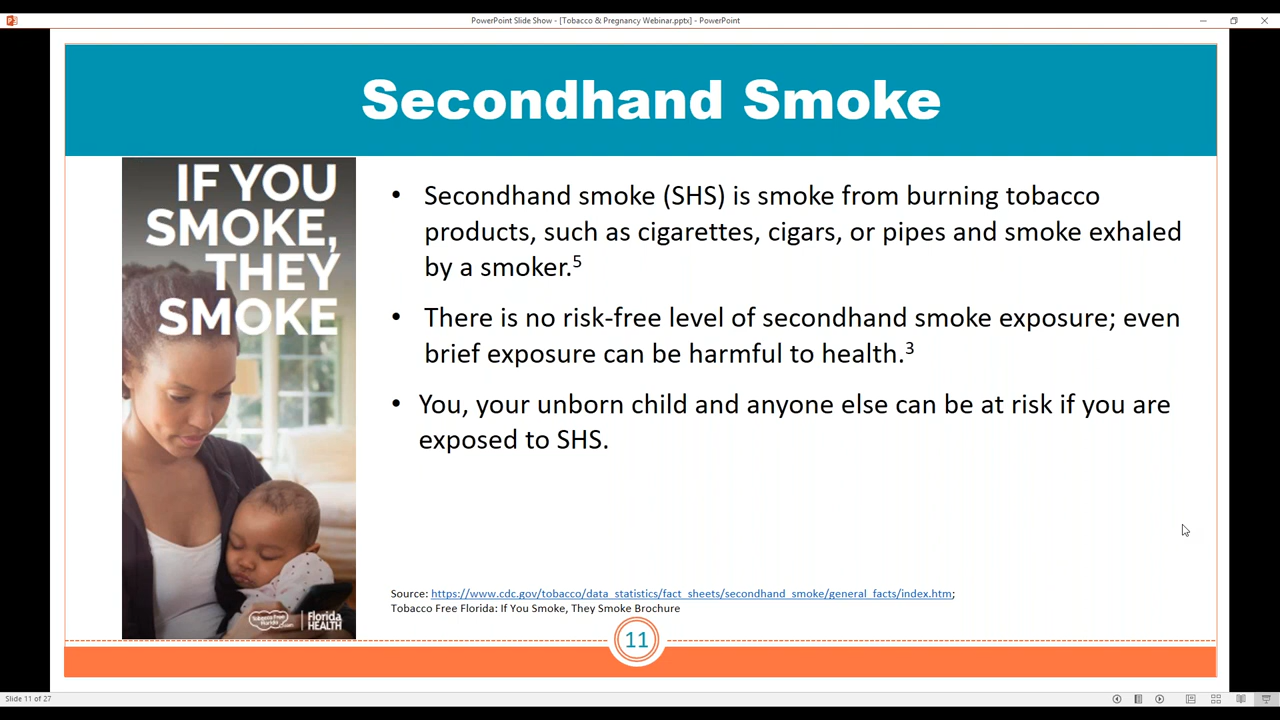 PowerPoint Slide Show - [Tobacco & Pregnancy Webinar.pptx] - PowerPoint
Secondhand Smoke
IF YOU
SMOKE,
THEY
SMOKE
Tobacco Free
Florida
.com
Florida
HEALTH
• Secondhand smoke (SHS) is smoke from burning tobacco
products, such as cigarettes, cigars, or pipes and smoke exhaled
by a smoker.⁵
• There is no risk-free level of secondhand smoke exposure; even
brief exposure can be harmful to health.³
• You, your unborn child and anyone else can be at risk if you are
exposed to SHS.
Source: https://www.cdc.gov/tobacco/data_statistics/fact_sheets/secondhand_smoke/general_facts/index.htm;
Tobacco Free Florida: If You Smoke, They Smoke Brochure
11
Slide 11 of 27